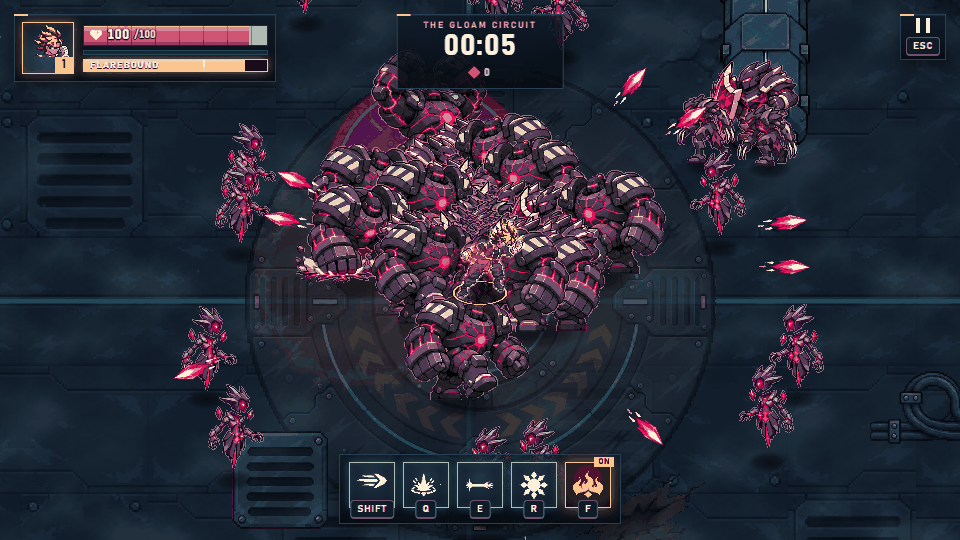 100 /100
1
FLAREBOUND
THE GLOAM CIRCUIT
00:05
0
ESC
ON
SHIFT
Q
E
R
F